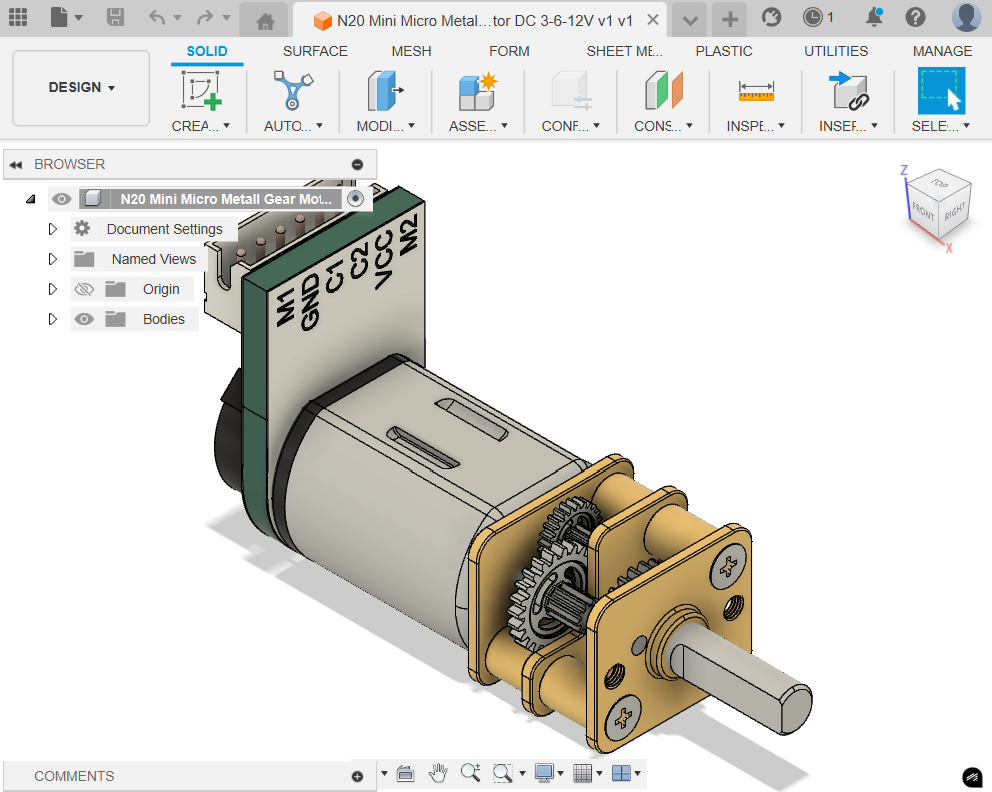 N20 Mini Micro Metal...tor DC 3-6-12V v1 v1
1
DESIGN
SOLID SURFACE MESH FORM SHEET ME... PLASTIC UTILITIES MANAGE
CREA... AUTO... MODI... ASSE... CONF... CONS... INSPE... INSEF... SELE...
BROWSER
N20 Mini Micro Metall Gear Mot...
Document Settings
Named Views
Origin
Bodies
M1
GND
C1
C2
VCC
M2
Z
TOP
FRONT
RIGHT
X
COMMENTS